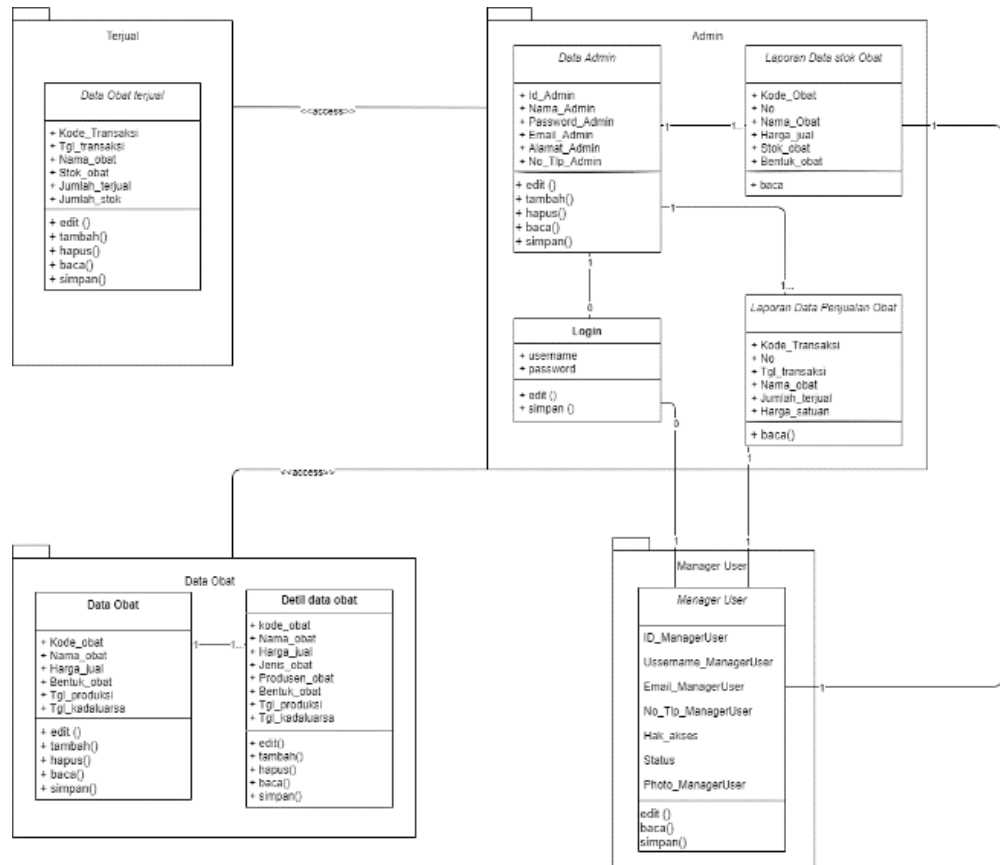 Terjual
Data Obat terjual
+ Kode_Transaksi
+ Tgl_transaksi
+ Nama_obat
+ Stok_obat
+ Jumlah_terjual
+ Jumlah_stok
+ edit ()
+ tambah()
+ hapus()
+ baca()
+ simpan()
<<access>>
Admin
Data Admin
+ Id_Admin
+ Nama_Admin
+ Password_Admin
+ Email_Admin
+ Alamat_Admin
+ No_Tlp_Admin
+ edit ()
+ tambah()
+ hapus()
+ baca()
+ simpan()
1
1...
Laporan Data stok Obat
+ Kode_Obat
+ No
+ Nama_Obat
+ Harga_jual
+ Stok_obat
+ Bentuk_obat
+ baca
1
1
1...
1
0
Login
+ username
+ password
+ edit ()
+ simpan ()
0
Laporan Data Penjualan Obat
+ Kode_Transaksi
+ No
+ Tgl_transaksi
+ Nama_obat
+ Jumlah_terjual
+ Harga_satuan
+ baca()
1
<<access>>
Data Obat
Data Obat
+ Kode_obat
+ Nama_obat
+ Harga_jual
+ Bentuk_obat
+ Tgl_produksi
+ Tgl_kadaluarsa
+ edit ()
+ tambah()
+ hapus()
+ baca()
+ simpan()
1
1...
Detil data obat
+ kode_obat
+ Nama_obat
+ Harga_jual
+ Jenis_obat
+ Produsen_obat
+ Bentuk_obat
+ Tgl_produksi
+ Tgl_kadaluarsa
+ edit()
+ tambah()
+ hapus()
+ baca()
+ simpan()
1
1
Manager User
Manager User
ID_ManagerUser
Ussername_ManagerUser
Email_ManagerUser
No_Tlp_ManagerUser
Hak_akses
Status
Photo_ManagerUser
edit ()
baca()
simpan()
1